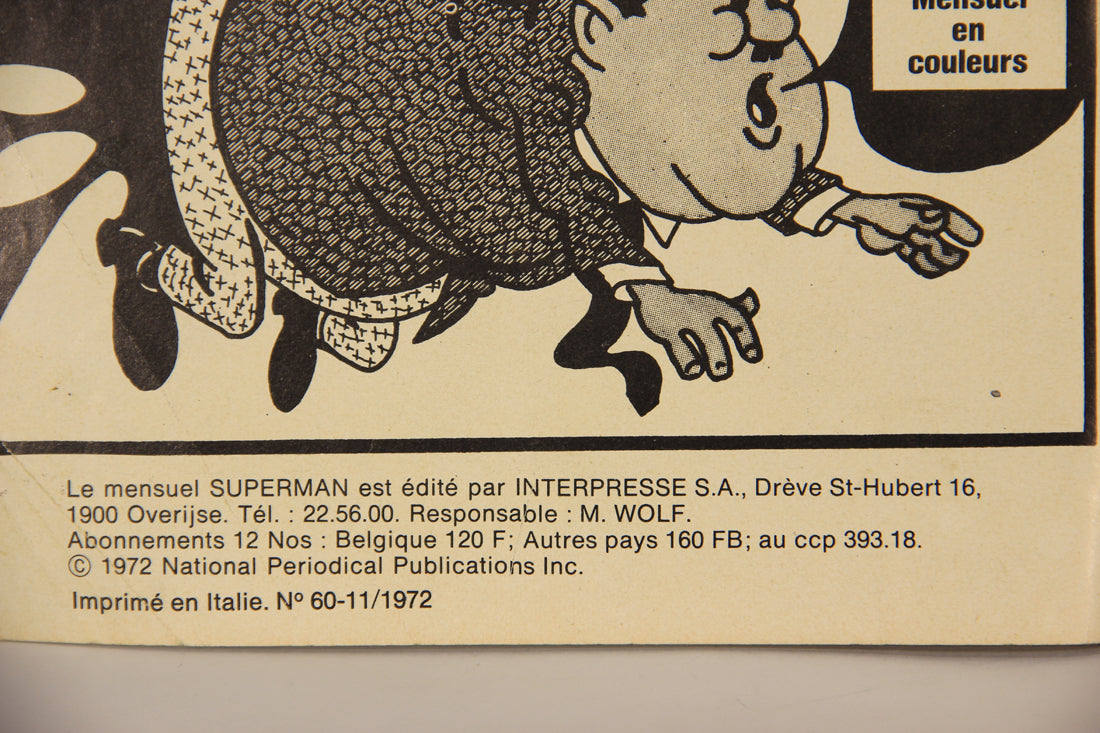 Mensuel
en
couleurs
Le mensuel SUPERMAN est édité par INTERPRESSE S.A., Drève St-Hubert 16,
1900 Overijse. Tél. : 22.56.00. Responsable : M. WOLF.
Abonnements 12 Nos : Belgique 120 F; Autres pays 160 FB; au ccp 393.18.
© 1972 National Periodical Publications Inc.
Imprimé en Italie. Nº 60-11/1972